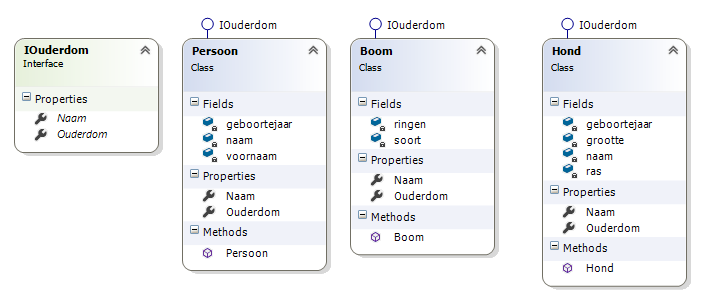 IOuderdom
Interface
Properties
Naam
Ouderdom
IOuderdom
Persoon
Class
Fields
geboortejaar
naam
voornaam
Properties
Naam
Ouderdom
Methods
Persoon
IOuderdom
Boom
Class
Fields
ringen
soort
Properties
Naam
Ouderdom
Methods
Boom
IOuderdom
Hond
Class
Fields
geboortejaar
grootte
naam
ras
Properties
Naam
Ouderdom
Methods
Hond